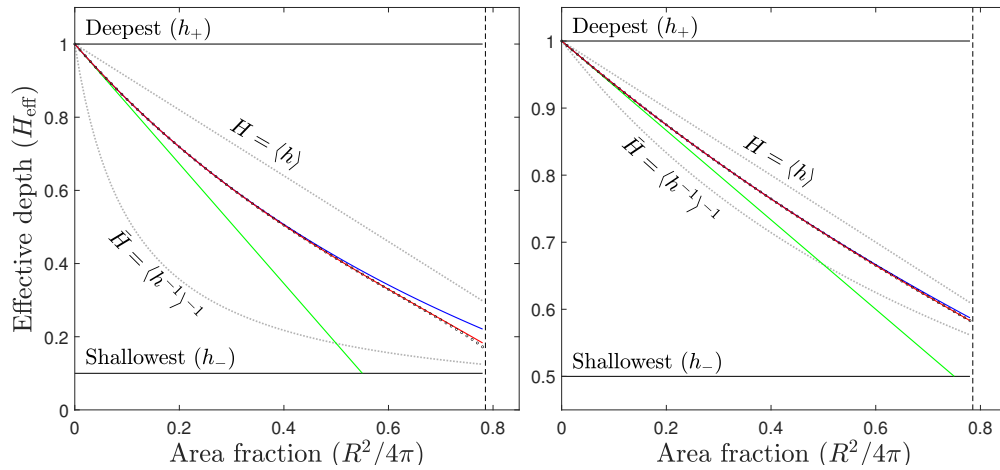 Deepest (h₊)
H = ⟨h⟩
H̄ = ⟨h⁻¹⟩⁻¹
Shallowest (h₋)
Effective depth (H_eff)
1
0.8
0.6
0.4
0.2
0
0 0.2 0.4 0.6 0.8
Area fraction (R²/4π)
Deepest (h₊)
H = ⟨h⟩
H̄ = ⟨h⁻¹⟩⁻¹
Shallowest (h₋)
1
0.9
0.8
0.7
0.6
0.5
0 0.2 0.4 0.6 0.8
Area fraction (R²/4π)